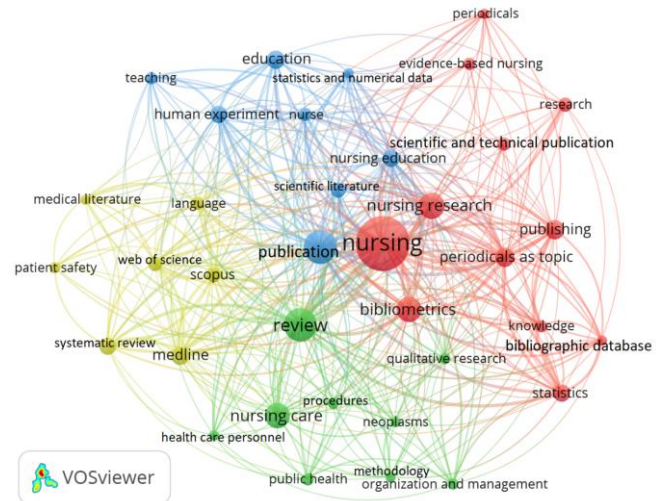 periodicals
education
evidence-based nursing
teaching
statistics and numerical data
research
human experiment
nurse
scientific and technical publication
nursing education
scientific literature
medical literature
language
nursing research
publishing
nursing
publication
web of science
periodicals as topic
patient safety
scopus
bibliometrics
review
knowledge
bibliographic database
systematic review
medline
qualitative research
statistics
procedures
nursing care
neoplasms
health care personnel
methodology
public health
organization and management
VOSviewer